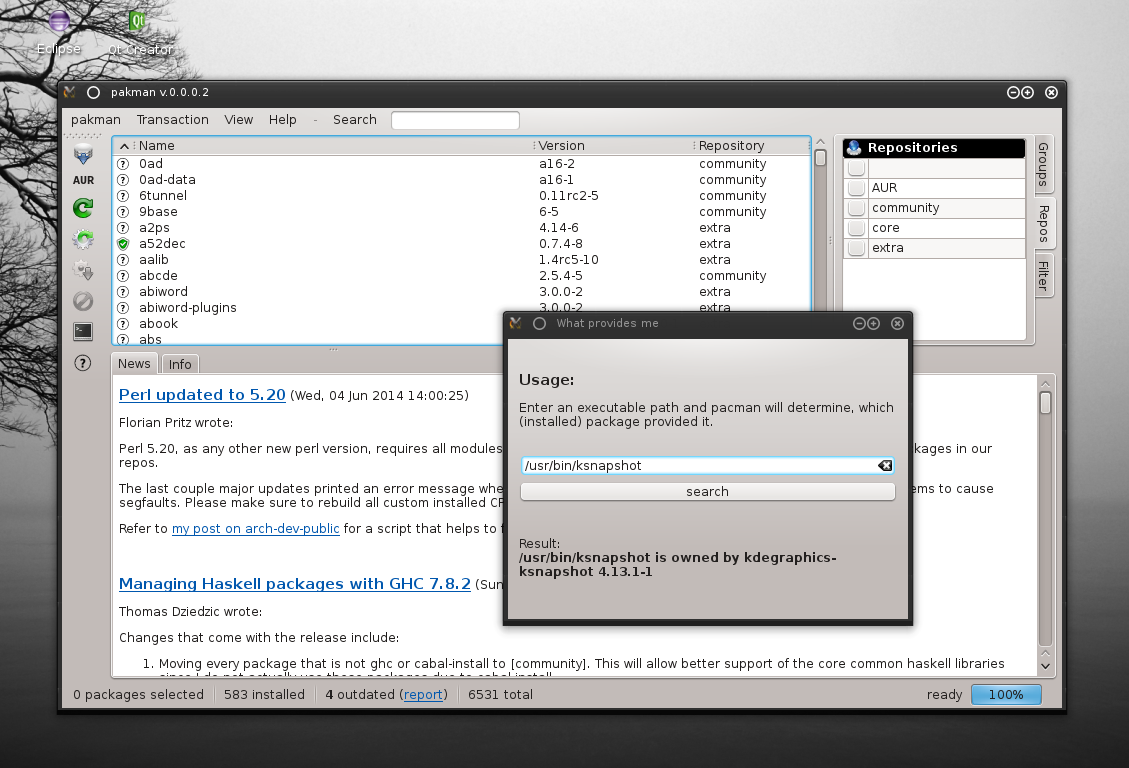 Eclipse
Qt Creator
pakman v.0.0.0.2
pakman Transaction View Help - Search
Name Version Repository
0ad a16-2 community
0ad-data a16-1 community
6tunnel 0.11rc2-5 community
9base 6-5 community
a2ps 4.14-6 extra
a52dec 0.7.4-8 extra
aalib 1.4rc5-10 extra
abcde 2.5.4-5 community
abiword 3.0.0-2 extra
abiword-plugins 3.0.0-2 extra
abook
abs
AUR
Repositories
AUR
community
core
extra
Groups
Repos
Filter
News Info
Perl updated to 5.20 (Wed, 04 Jun 2014 14:00:25)
Florian Pritz wrote:
Perl 5.20, as any other new perl version, requires all modules kages in our
repos.
The last couple major updates printed an error message whe ems to cause
segfaults. Please make sure to rebuild all custom installed CP
Refer to my post on arch-dev-public for a script that helps to f
Managing Haskell packages with GHC 7.8.2 (Sun
Thomas Dziedzic wrote:
Changes that come with the release include:
1. Moving every package that is not ghc or cabal-install to [community]. This will allow better support of the core common haskell libraries
since I do not actually use these packages due to cabal-install.
What provides me
Usage:
Enter an executable path and pacman will determine, which
(installed) package provided it.
/usr/bin/ksnapshot
search
Result:
/usr/bin/ksnapshot is owned by kdegraphics-
ksnapshot 4.13.1-1
0 packages selected 583 installed 4 outdated (report) 6531 total ready 100%